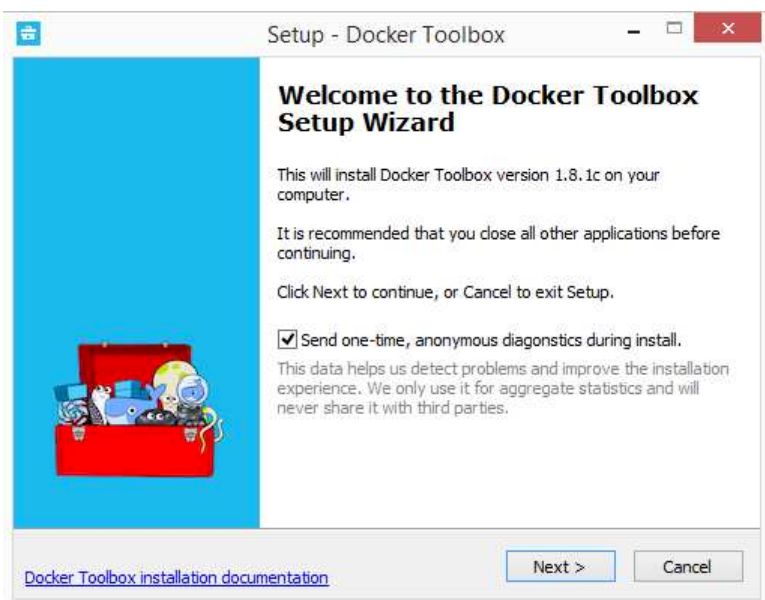 Setup - Docker Toolbox
Welcome to the Docker Toolbox
Setup Wizard
This will install Docker Toolbox version 1.8.1c on your
computer.
It is recommended that you close all other applications before
continuing.
Click Next to continue, or Cancel to exit Setup.
Send one-time, anonymous diagonstics during install.
This data helps us detect problems and improve the installation
experience. We only use it for aggregate statistics and will
never share it with third parties.
Docker Toolbox installation documentation
Next >
Cancel